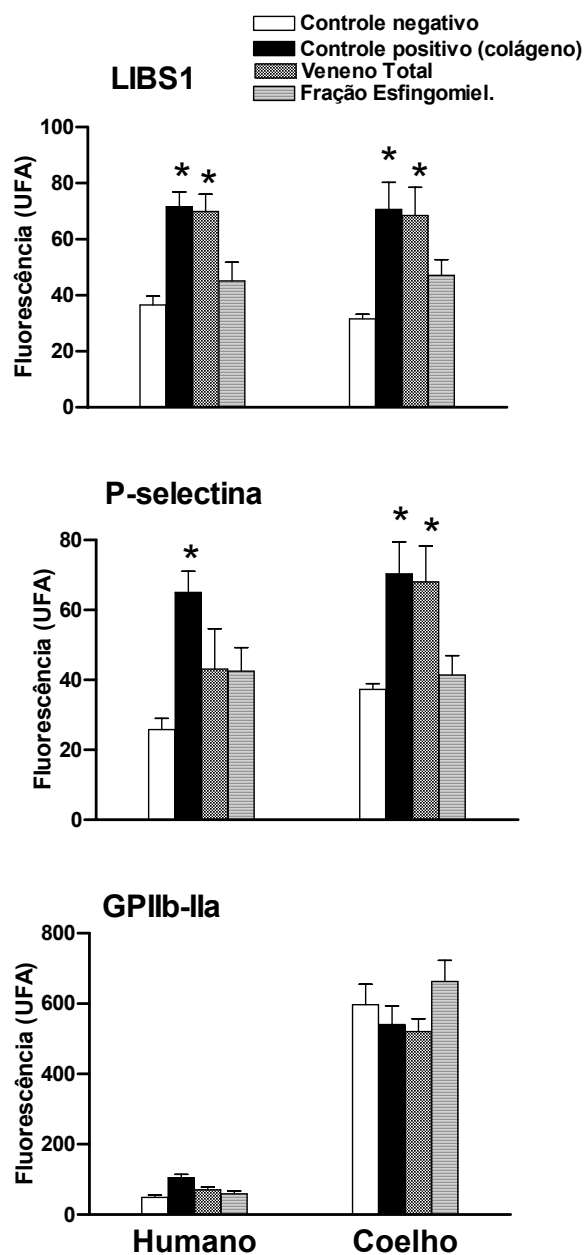 Controle negativo
Controle positivo (colágeno)
Veneno Total
Fração Esfingomiel.
LIBS1
Fluorescência (UFA)
100
80
60
40
20
0
* * * *
P-selectina
Fluorescência (UFA)
80
60
40
20
0
* * *
GPIIb-IIa
Fluorescência (UFA)
800
600
400
200
0
Humano Coelho